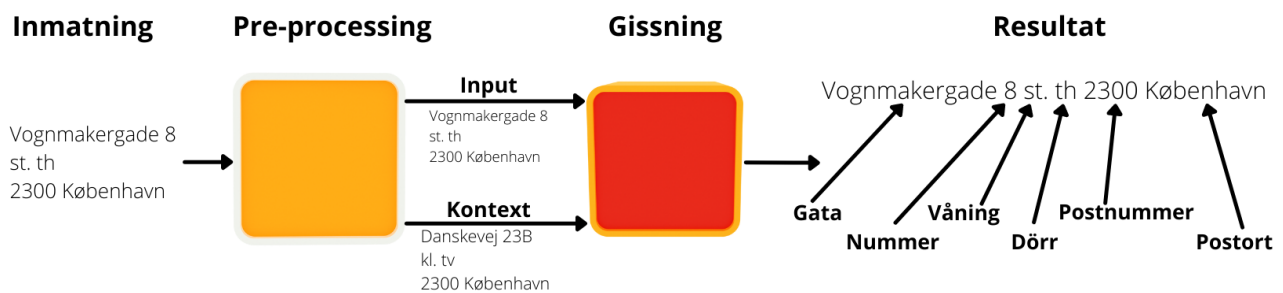 Inmatning
Pre-processing
Gissning
Resultat
Vognmakergade 8
st. th
2300 København
Input
Vognmakergade 8
st. th
2300 København
Kontext
Danskevej 23B
kl. tv
2300 København
Vognmakergade 8 st. th 2300 København
Gata
Nummer
Våning
Dörr
Postnummer
Postort